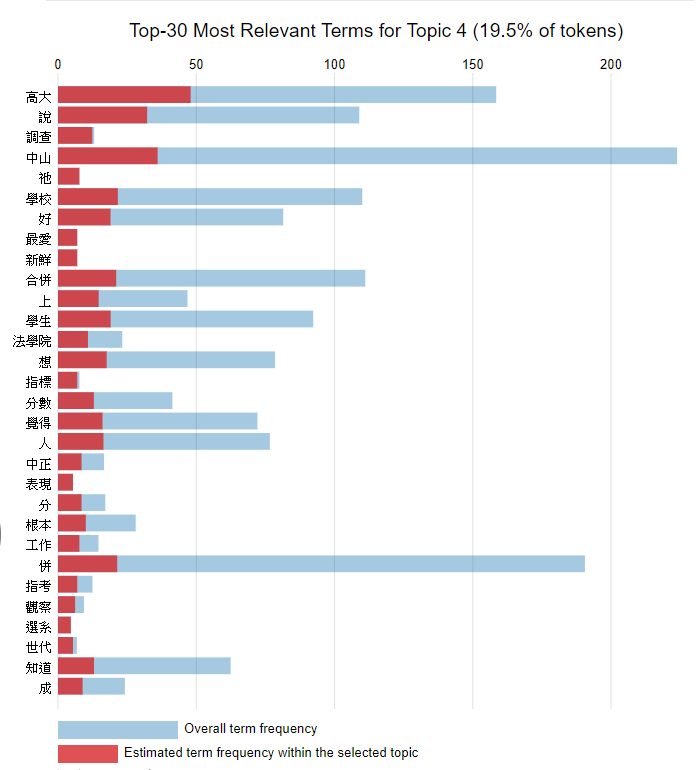 Top-30 Most Relevant Terms for Topic 4 (19.5% of tokens)
0 50 100 150 200
高大
說
調查
中山
祂
學校
好
最愛
新鮮
合併
上
學生
法學院
想
指標
分數
覺得
人
中正
表現
分
根本
工作
併
指考
觀察
選系
世代
知道
成
Overall term frequency
Estimated term frequency within the selected topic